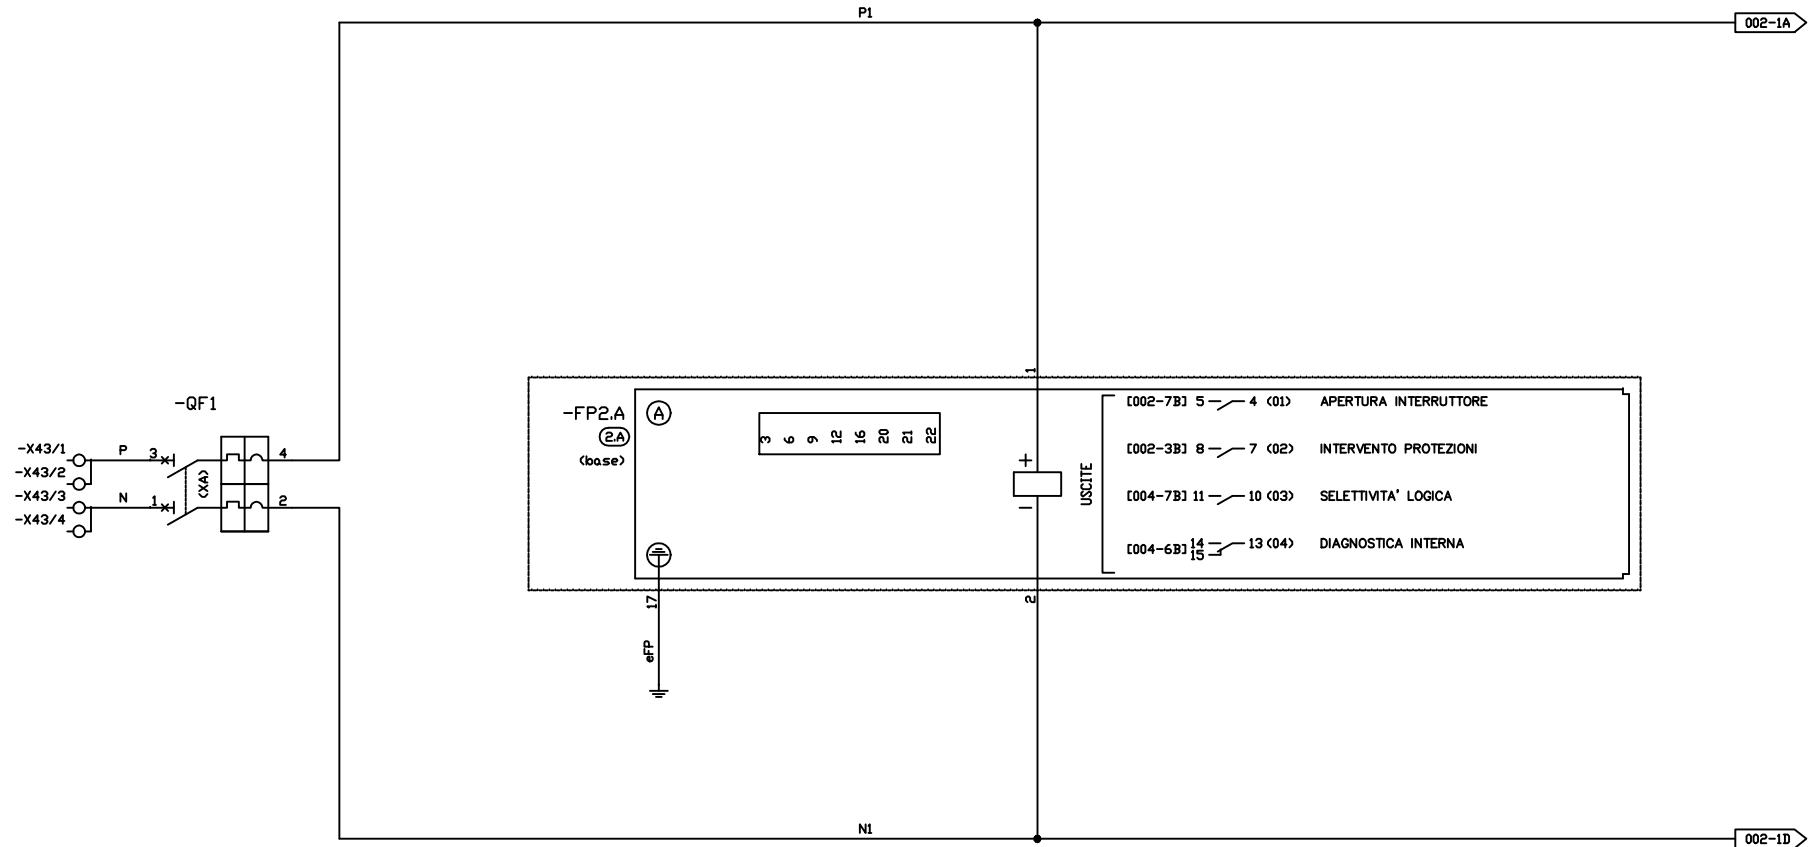 P1
002-1A
-QF1
-X43/1
-X43/2
-X43/3
-X43/4
P
N
3
1
(XA)
4
2
-FP2.A
2.A
(base)
A
3 6 9 12 16 20 21 22
1
+
-
2
17
eFP
USCITE
[002-7B] 5 4 (01) APERTURA INTERRUTTORE
[002-3B] 8 7 (02) INTERVENTO PROTEZIONI
[004-7B] 11 10 (03) SELETTIVITA' LOGICA
[004-6B] 14 13 (04) DIAGNOSTICA INTERNA
15
N1
002-1D